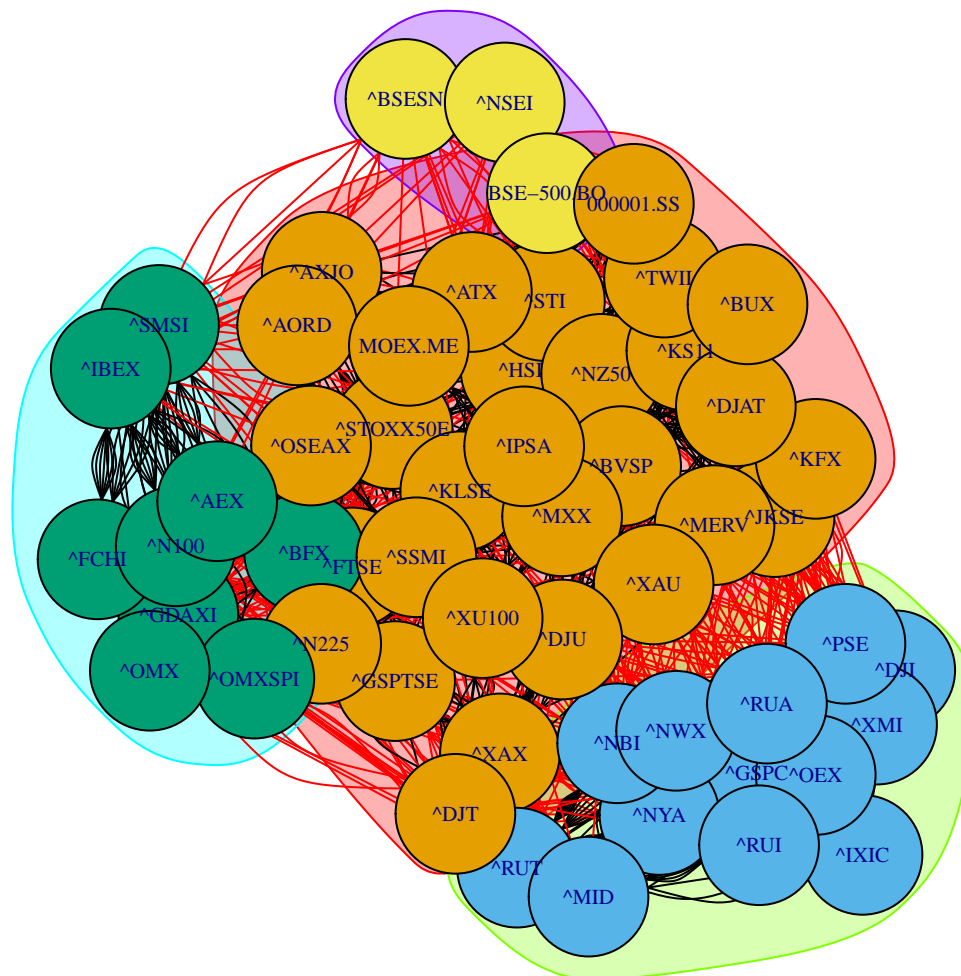 ^BSESN
^NSEI
BSE−500.BO
000001.SS
^AXJO
^TWII
^ATX
^STI
^BUX
^SMSI
^AORD
MOEX.ME
^KS11
^IBEX
^HSI
^NZ50
^DJAT
^STOXX50E
^OSEAX
^IPSA
^KFX
^BVSP
^KLSE
^AEX
^MXX
^MERV
^JKSE
^N100
^FCHI
^BFX
^FTSE
^SSMI
^XAU
^GDAXI
^XU100
^DJU
^N225
^PSE
^OMX
^OMXSPI
^GSPTSE
^DJI
^RUA
^XMI
^NWX
^NBI
^XAX
^GSPC
^OEX
^DJT
^NYA
^RUI
^IXIC
^RUT
^MID